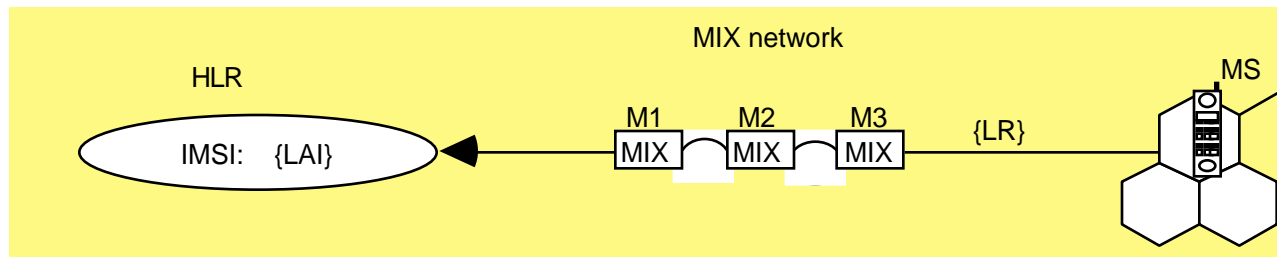 MIX network
HLR
MS
M1 M2 M3
{LR}
IMSI: {LAI}
MIX MIX MIX